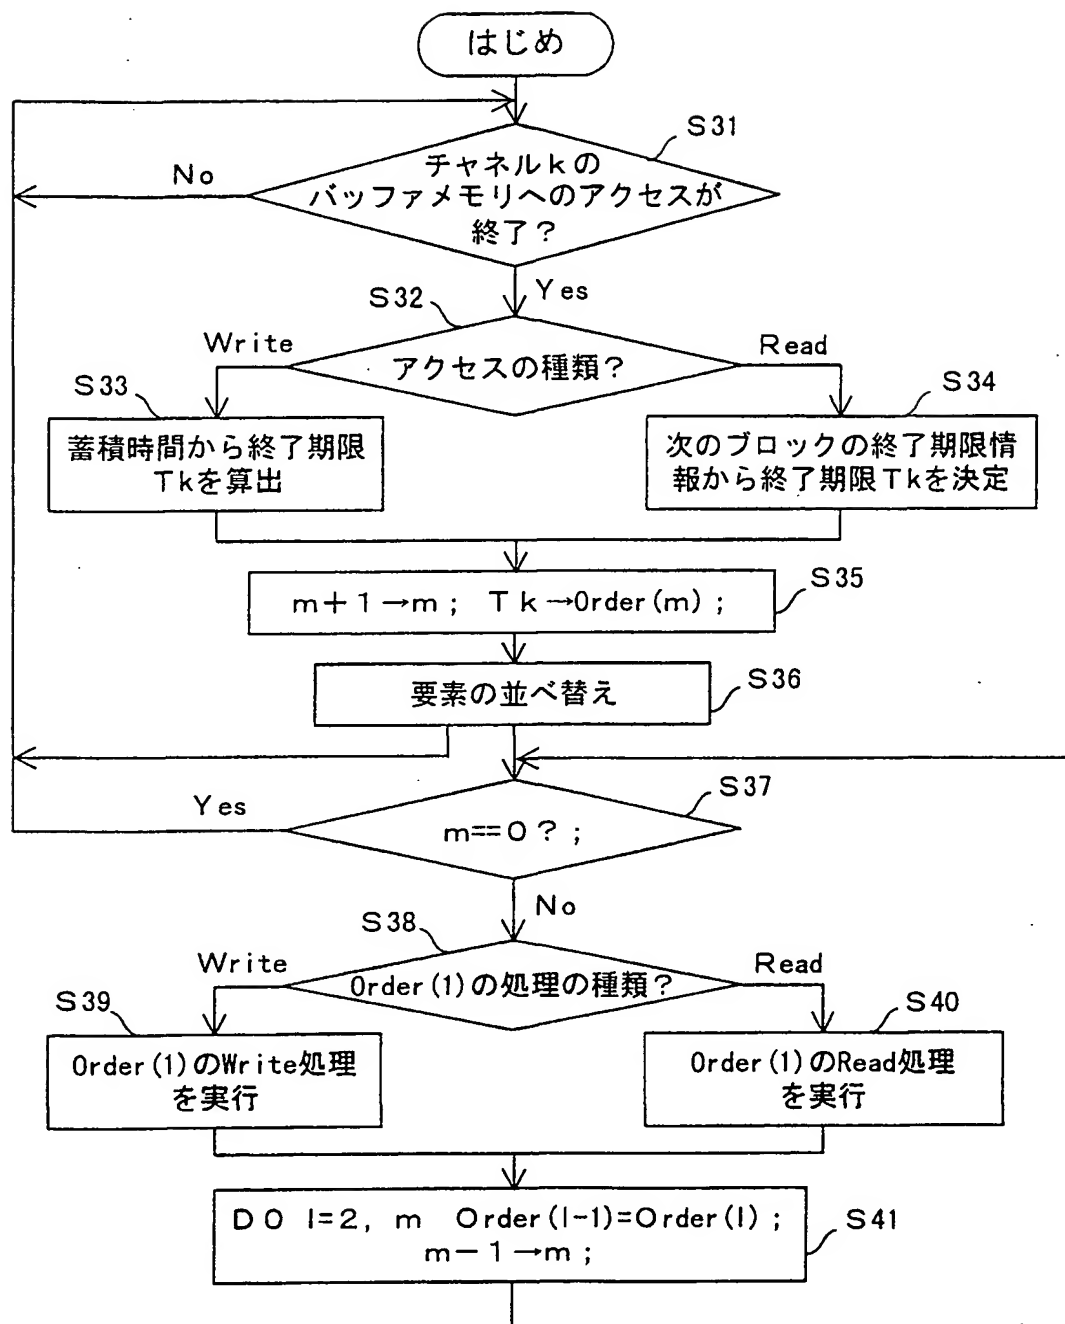 はじめ
S31
チャネルkの
バッファメモリへのアクセスが
終了?
No
Yes
S32
アクセスの種類?
Write
Read
S33
蓄積時間から終了期限
Tkを算出
S34
次のブロックの終了期限情
報から終了期限Tkを決定
S35
m+1→m; Tk→Order(m);
S36
要素の並べ替え
S37
m==0?;
Yes
No
S38
Order(1)の処理の種類?
Write
Read
S39
Order(1)のWrite処理
を実行
S40
Order(1)のRead処理
を実行
S41
DO l=2, m Order(l-1)=Order(l);
m-1→m;